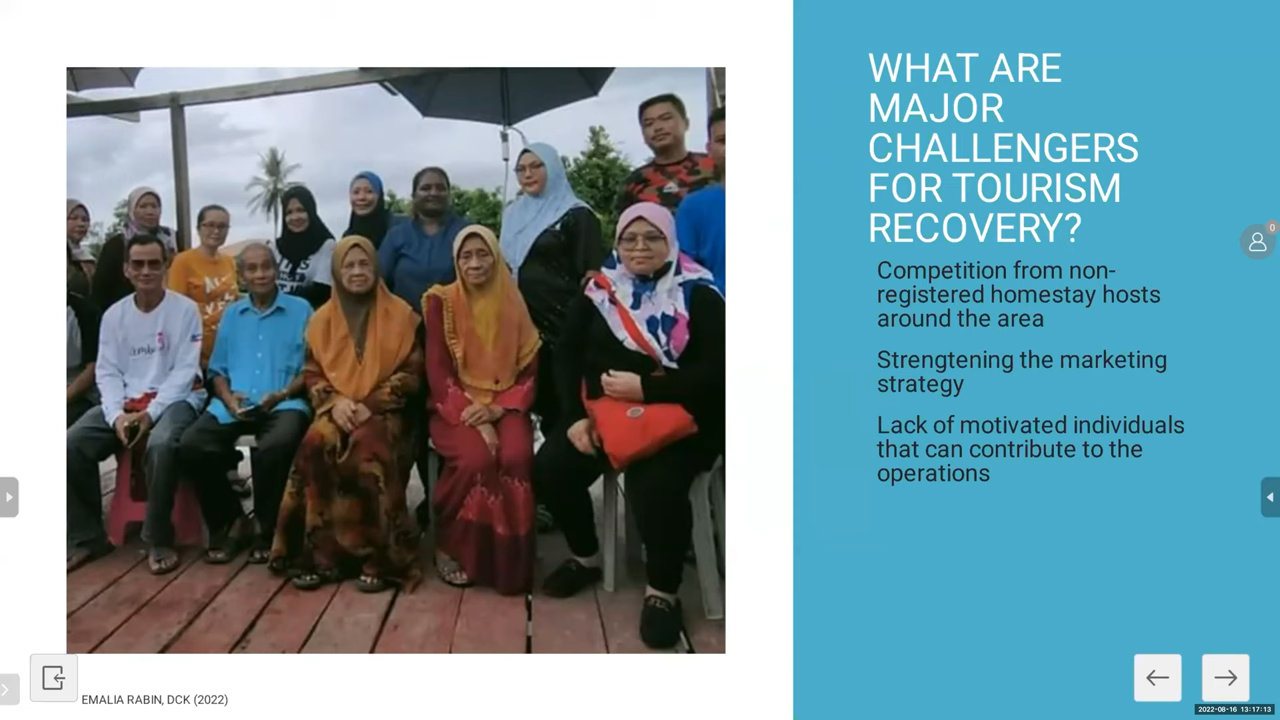 WHAT ARE
MAJOR
CHALLENGERS
FOR TOURISM
RECOVERY?
Competition from non-
registered homestay hosts
around the area
Strengtening the marketing
strategy
Lack of motivated individuals
that can contribute to the
operations
0
EMALIA RABIN, DCK (2022)
2022-08-16 13:17:13